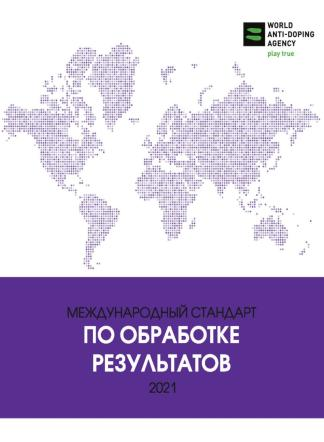 WORLD
ANTI-DOPING
AGENCY
play true
МЕЖДУНАРОДНЫЙ СТАНДАРТ
ПО ОБРАБОТКЕ
РЕЗУЛЬТАТОВ
2021